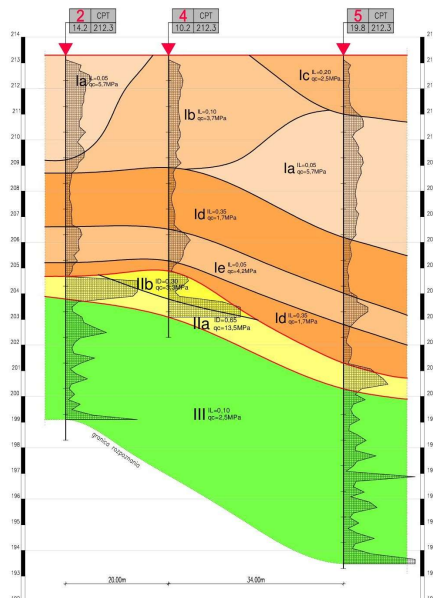 2 CPT
14.2 212.3
4 CPT
10.2 212.3
5 CPT
19.8 212.3
214
213
212
211
210
209
208
207
206
205
204
203
202
201
200
199
198
197
196
195
194
193
Ia IL=0,05
qc=5,7MPa
Ib IL=0,10
qc=3,7MPa
Ic IL=0,20
qc=2,5MPa
Ia IL=0,05
qc=5,7MPa
Id IL=0,35
qc=1,7MPa
Ie IL=0,05
qc=4,2MPa
IIb ID=0,30
qc=3,3MPa
IIa ID=0,65
qc=13,5MPa
Id IL=0,35
qc=1,7MPa
III IL=0,10
qc=2,5MPa
granica rozpoznania
20.00m
34.00m